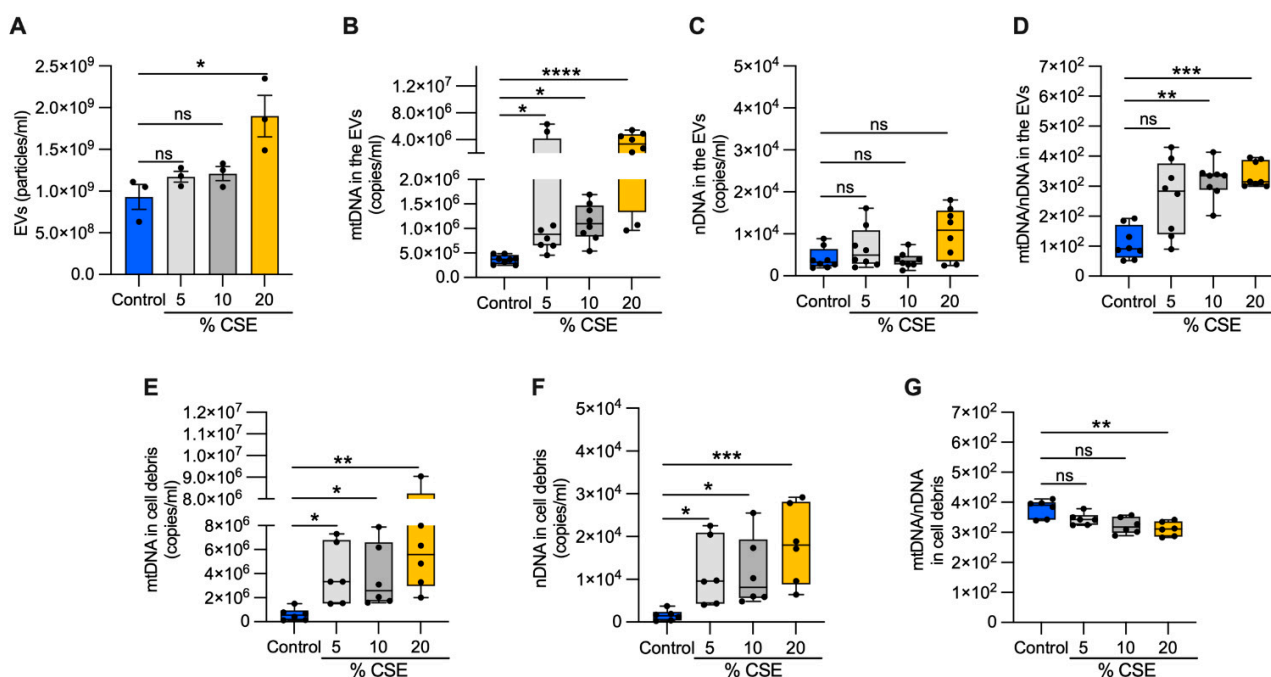 A
EVs (particles/ml)
2.5×10⁹
2.0×10⁹
1.5×10⁹
1.0×10⁹
5.0×10⁸
0.0
*
ns
ns
Control 5 10 20
% CSE
B
mtDNA in the EVs
(copies/ml)
1.2×10⁷
8.0×10⁶
4.0×10⁶
2.0×10⁶
1.5×10⁶
1.0×10⁶
5.0×10⁵
0.0
****
*
*
Control 5 10 20
% CSE
C
nDNA in the EVs
(copies/ml)
5×10⁴
4×10⁴
3×10⁴
2×10⁴
1×10⁴
0
ns
ns
ns
Control 5 10 20
% CSE
D
mtDNA/nDNA in the EVs
7×10²
6×10²
5×10²
4×10²
3×10²
2×10²
1×10²
0
***
**
ns
Control 5 10 20
% CSE
E
mtDNA in cell debris
(copies/ml)
1.2×10⁷
1.1×10⁷
1.0×10⁷
9.0×10⁶
8.0×10⁶
8×10⁶
6×10⁶
4×10⁶
2×10⁶
0
**
*
*
Control 5 10 20
% CSE
F
nDNA in cell debris
(copies/ml)
5×10⁴
4×10⁴
3×10⁴
2×10⁴
1×10⁴
0
***
*
*
Control 5 10 20
% CSE
G
mtDNA/nDNA
in cell debris
7×10²
6×10²
5×10²
4×10²
3×10²
2×10²
1×10²
0
**
ns
ns
Control 5 10 20
% CSE